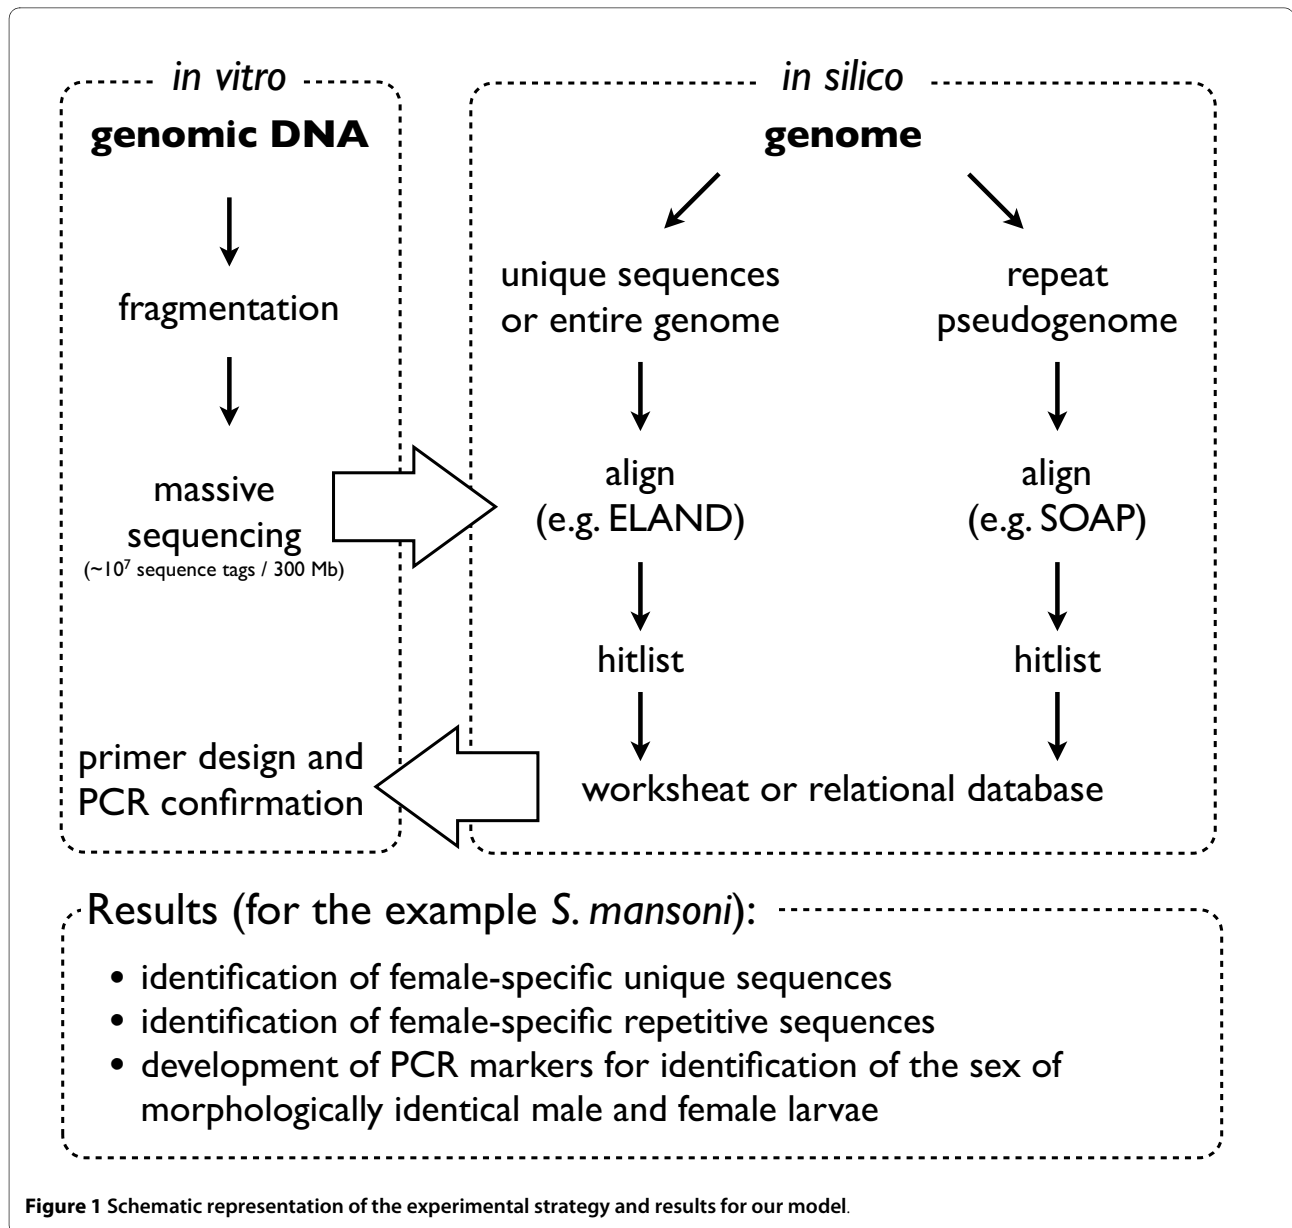 in vitro
genomic DNA
fragmentation
massive
sequencing
(~10⁷ sequence tags / 300 Mb)
primer design and
PCR confirmation
in silico
genome
unique sequences
or entire genome
align
(e.g. ELAND)
hitlist
repeat
pseudogenome
align
(e.g. SOAP)
hitlist
worksheat or relational database
Results (for the example S. mansoni):
• identification of female-specific unique sequences
• identification of female-specific repetitive sequences
• development of PCR markers for identification of the sex of
morphologically identical male and female larvae
Figure 1 Schematic representation of the experimental strategy and results for our model.